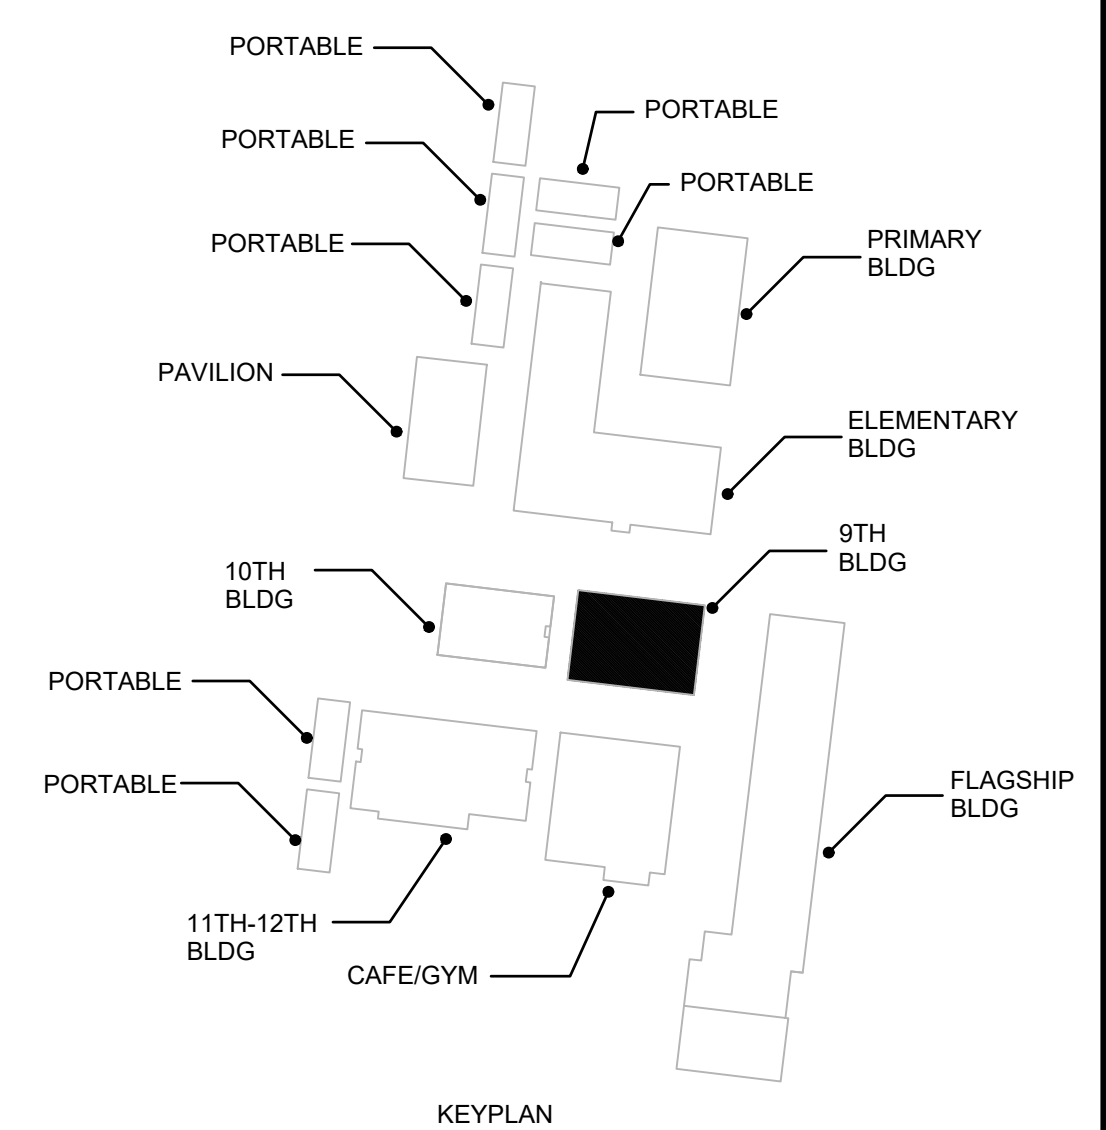 PORTABLE
PORTABLE
PORTABLE
PORTABLE
PORTABLE
PRIMARY
BLDG
PAVILION
ELEMENTARY
BLDG
9TH
BLDG
10TH
BLDG
PORTABLE
PORTABLE
FLAGSHIP
BLDG
11TH-12TH
BLDG
CAFE/GYM
KEYPLAN